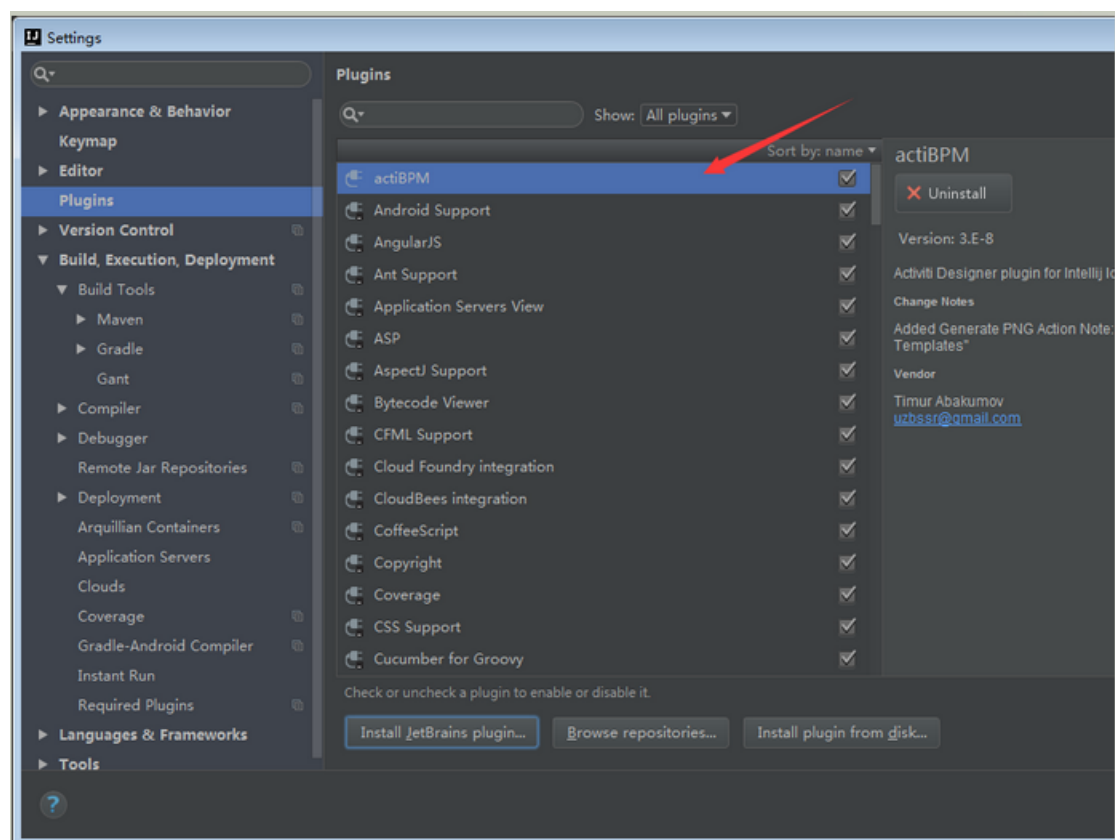 Settings
Appearance & Behavior
Keymap
Editor
Plugins
Version Control
Build, Execution, Deployment
Build Tools
Maven
Gradle
Gant
Compiler
Debugger
Remote Jar Repositories
Deployment
Arquillian Containers
Application Servers
Clouds
Coverage
Gradle-Android Compiler
Instant Run
Required Plugins
Languages & Frameworks
Tools
?
Plugins
Show: All plugins
Sort by: name
actiBPM
Android Support
AngularJS
Ant Support
Application Servers View
ASP
AspectJ Support
Bytecode Viewer
CFML Support
Cloud Foundry integration
CloudBees integration
CoffeeScript
Copyright
Coverage
CSS Support
Cucumber for Groovy
Check or uncheck a plugin to enable or disable it.
Install JetBrains plugin... Browse repositories... Install plugin from disk...
actiBPM
Uninstall
Version: 3.E-8
Activiti Designer plugin for Intellij
Change Notes
Added Generate PNG Action Note:
Templates"
Vendor
Timur Abakumov
uzbssr@gmail.com